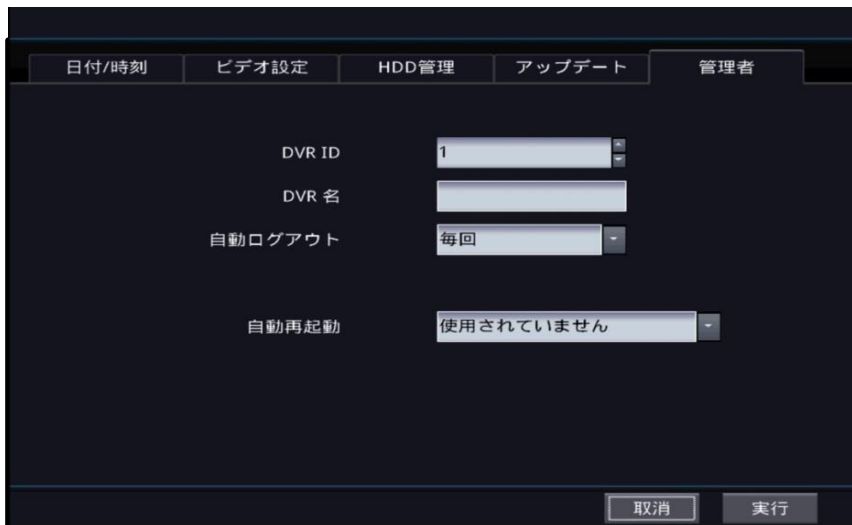 日付/時刻 ビデオ設定 HDD管理 アップデート 管理者
DVR ID 1
DVR 名
自動ログアウト 毎回
自動再起動 使用されていません
取消 実行